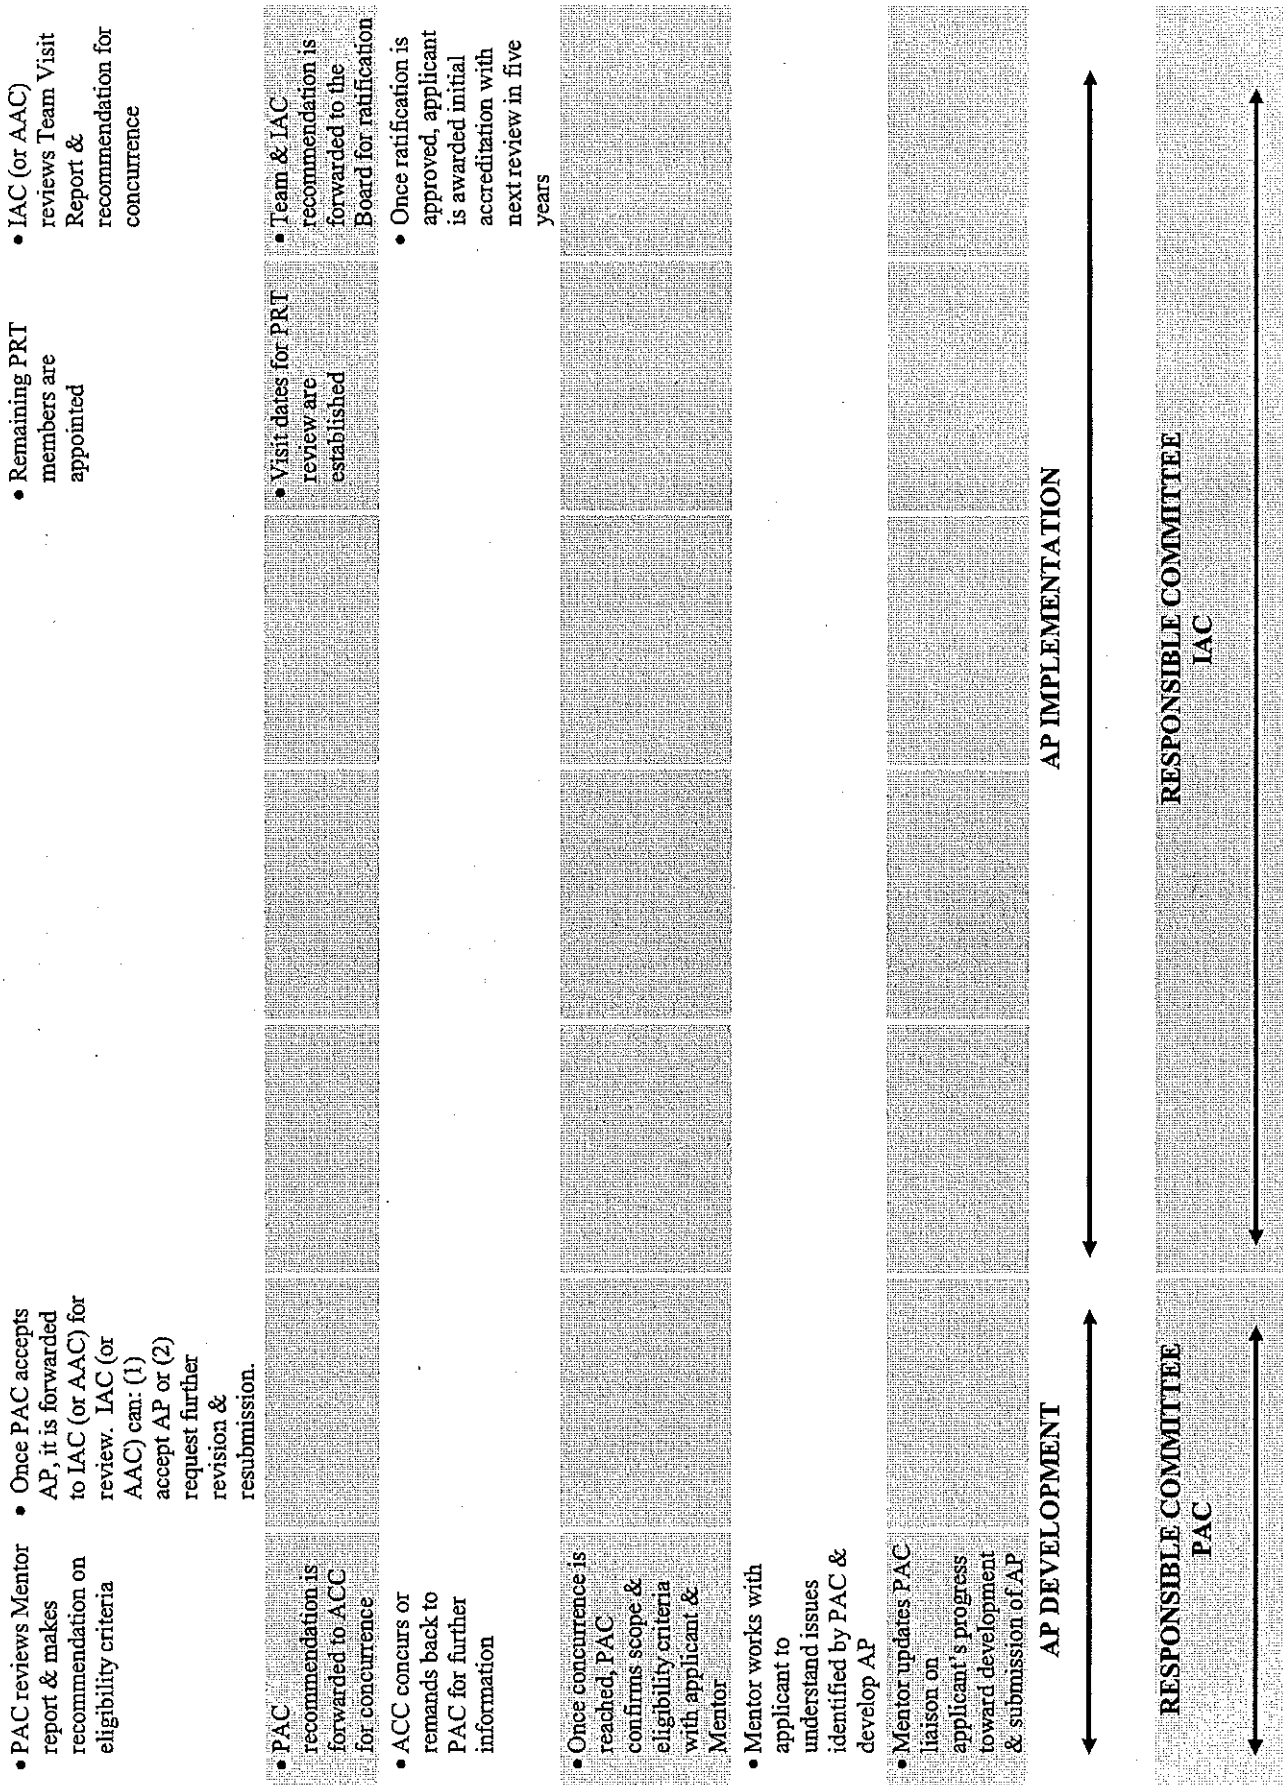 • PAC reviews Mentor
report & makes
recommendation on
eligibility criteria
• Once PAC accepts
AP, it is forwarded
to IAC (or AAC) for
review. IAC (or
AAC) can: (1)
accept AP or (2)
request further
revision &
resubmission.
• Remaining PRT
members are
appointed
• IAC (or AAC)
reviews Team Visit
Report &
recommendation for
concurrence
• PAC
recommendation is
forwarded to ACC
for concurrence
• Visit dates for PRT
review are
established
• Team & IAC
recommendation is
forwarded to the
Board for ratification
• ACC concurs or
remands back to
PAC for further
information
• Once ratification is
approved, applicant
is awarded initial
accreditation with
next review in five
years
• Once concurrence is
reached, PAC
confirms scope &
eligibility criteria
with applicant &
Mentor
• Mentor works with
applicant to
understand issues
identified by PAC &
develop AP
• Mentor updates PAC
liaison on
applicant's progress
toward development
& submission of AP
AP DEVELOPMENT
AP IMPLEMENTATION
RESPONSIBLE COMMITTEE
PAC
RESPONSIBLE COMMITTEE
IAC